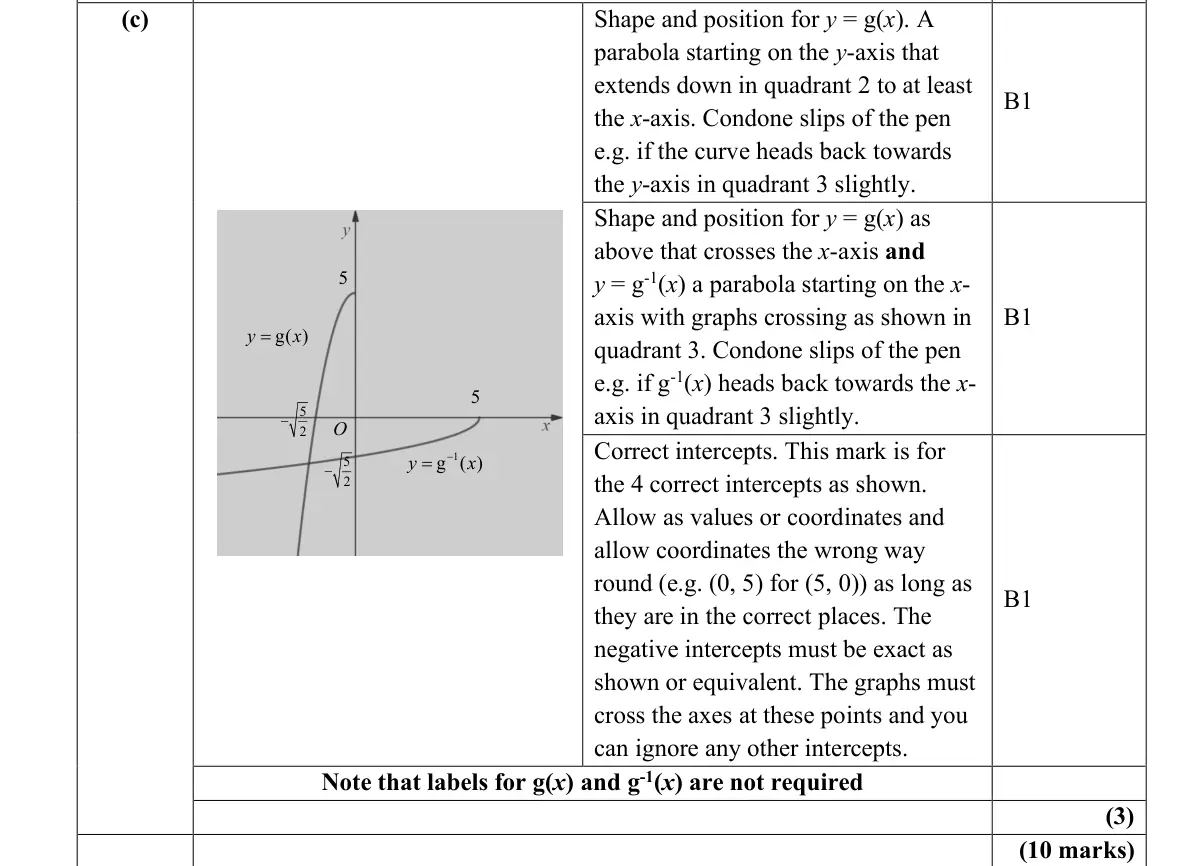 (c)
Shape and position for y = g(x). A
parabola starting on the y-axis that
extends down in quadrant 2 to at least
the x-axis. Condone slips of the pen
e.g. if the curve heads back towards
the y-axis in quadrant 3 slightly.
B1
Shape and position for y = g(x) as
above that crosses the x-axis and
y = g⁻¹(x) a parabola starting on the x-
axis with graphs crossing as shown in
quadrant 3. Condone slips of the pen
e.g. if g⁻¹(x) heads back towards the x-
axis in quadrant 3 slightly.
B1
y
5
y = g(x)
5
−√(5/2)
O
x
−√(5/2)
y = g⁻¹(x)
Correct intercepts. This mark is for
the 4 correct intercepts as shown.
Allow as values or coordinates and
allow coordinates the wrong way
round (e.g. (0, 5) for (5, 0)) as long as
they are in the correct places. The
negative intercepts must be exact as
shown or equivalent. The graphs must
cross the axes at these points and you
can ignore any other intercepts.
B1
Note that labels for g(x) and g⁻¹(x) are not required
(3)
(10 marks)